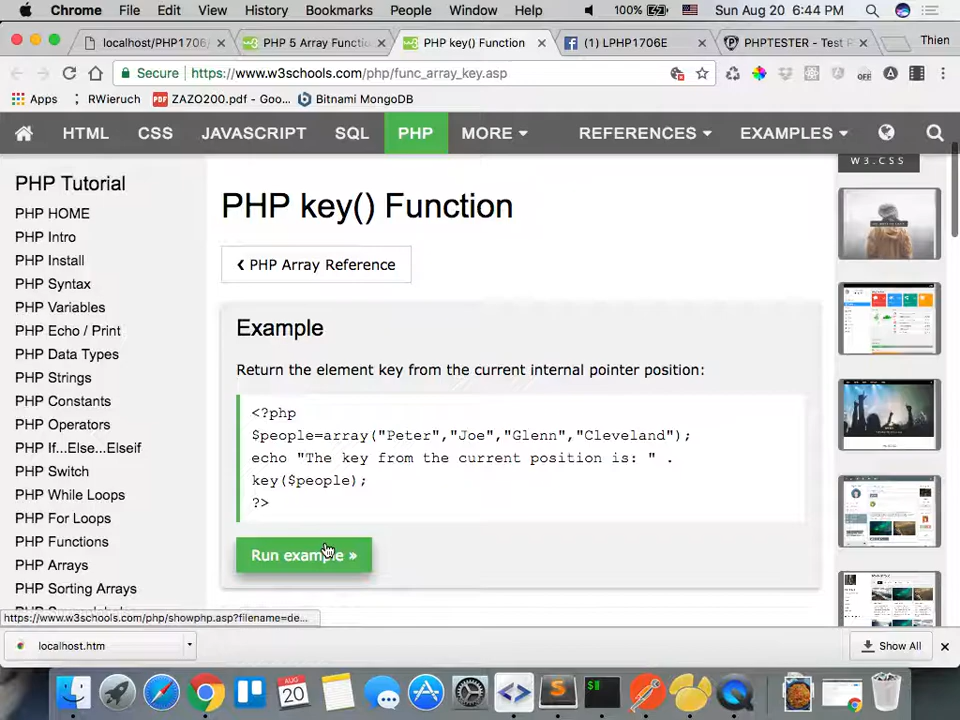 Chrome File Edit View History Bookmarks People Window Help 100% Sun Aug 20 6:44 PM
localhost/PHP1706/ PHP 5 Array Functio PHP key() Function (1) LPHP1706E PHPTESTER - Test P Thien
Secure https://www.w3schools.com/php/func_array_key.asp
Apps RWieruch ZAZO200.pdf - Goo... Bitnami MongoDB
HTML CSS JAVASCRIPT SQL PHP MORE REFERENCES EXAMPLES
W3.CSS
PHP Tutorial
PHP HOME
PHP Intro
PHP Install
PHP Syntax
PHP Variables
PHP Echo / Print
PHP Data Types
PHP Strings
PHP Constants
PHP Operators
PHP If...Else...Elseif
PHP Switch
PHP While Loops
PHP For Loops
PHP Functions
PHP Arrays
PHP Sorting Arrays
PHP key() Function
❮ PHP Array Reference
Example
Return the element key from the current internal pointer position:
<?php
$people=array("Peter","Joe","Glenn","Cleveland");
echo "The key from the current position is: " .
key($people);
?>
Run example »
https://www.w3schools.com/php/showphp.asp?filename=de...
localhost.htm Show All
AUG
20